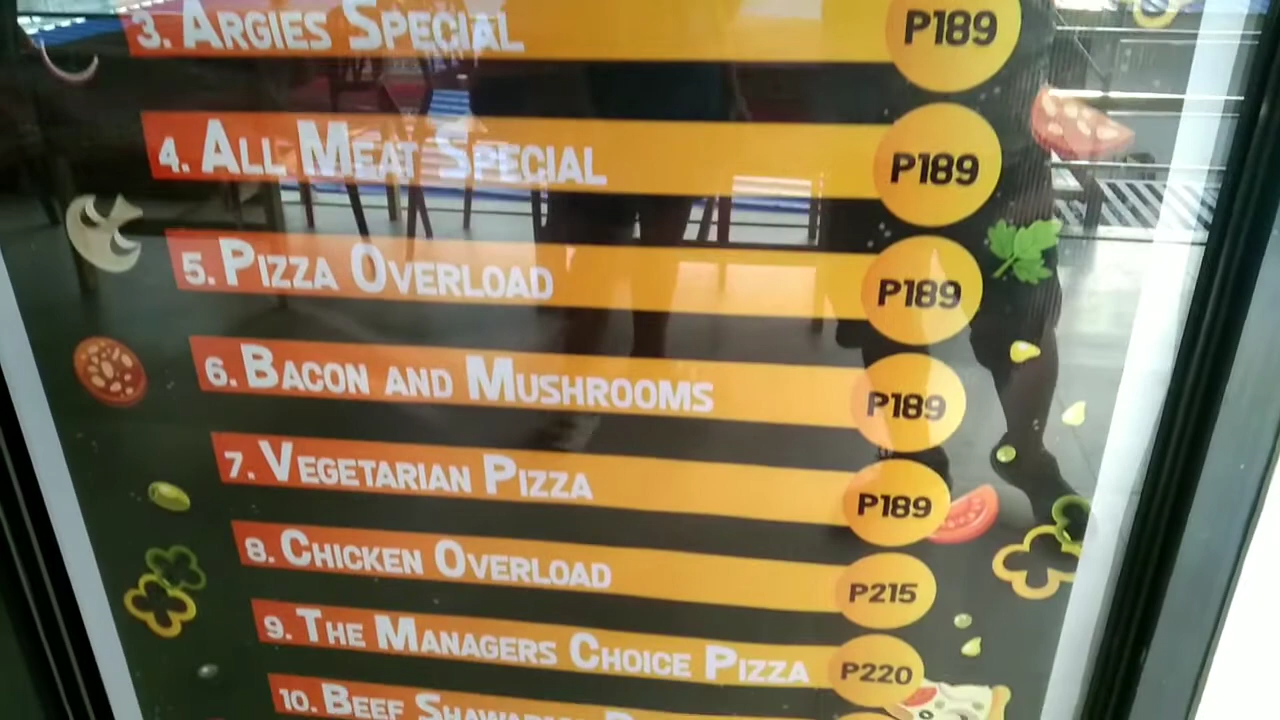 3. ARGIES SPECIAL P189
4. ALL MEAT SPECIAL P189
5. PIZZA OVERLOAD P189
6. BACON AND MUSHROOMS P189
7. VEGETARIAN PIZZA P189
8. CHICKEN OVERLOAD P215
9. THE MANAGERS CHOICE PIZZA P220
10. BEEF